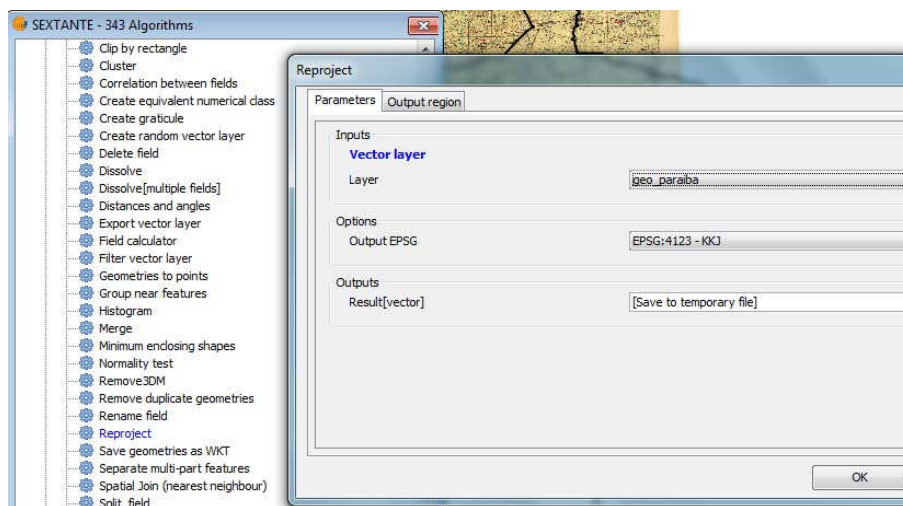 SEXTANTE - 343 Algorithms
Clip by rectangle
Cluster
Correlation between fields
Create equivalent numerical class
Create graticule
Create random vector layer
Delete field
Dissolve
Dissolve[multiple fields]
Distances and angles
Export vector layer
Field calculator
Filter vector layer
Geometries to points
Group near features
Histogram
Merge
Minimum enclosing shapes
Normality test
Remove3DM
Remove duplicate geometries
Rename field
Reproject
Save geometries as WKT
Separate multi-part features
Spatial Join (nearest neighbour)
Split field
Reproject
Parameters Output region
Inputs
Vector layer
Layer geo_paraiba
Options
Output EPSG EPSG:4123 - KKJ
Outputs
Result[vector] [Save to temporary file]
OK